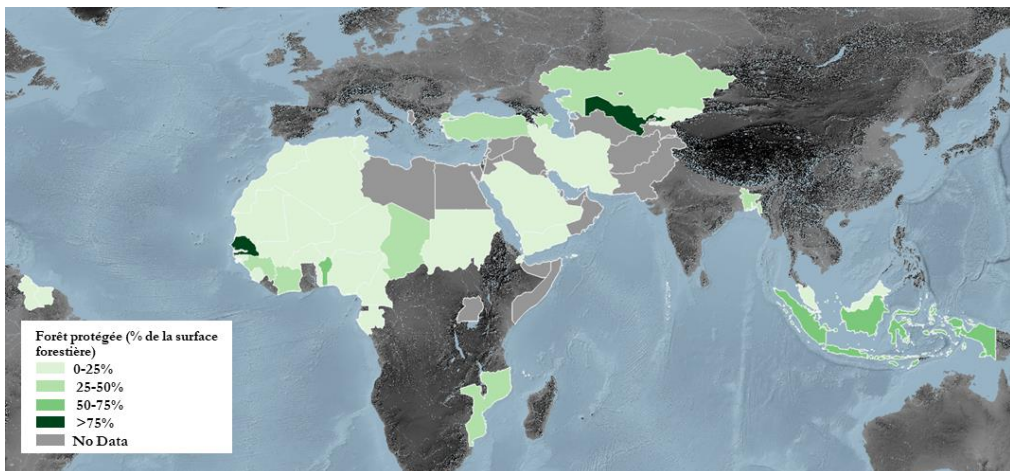 Forêt protégée (% de la surface
forestière)
0-25%
25-50%
50-75%
>75%
No Data